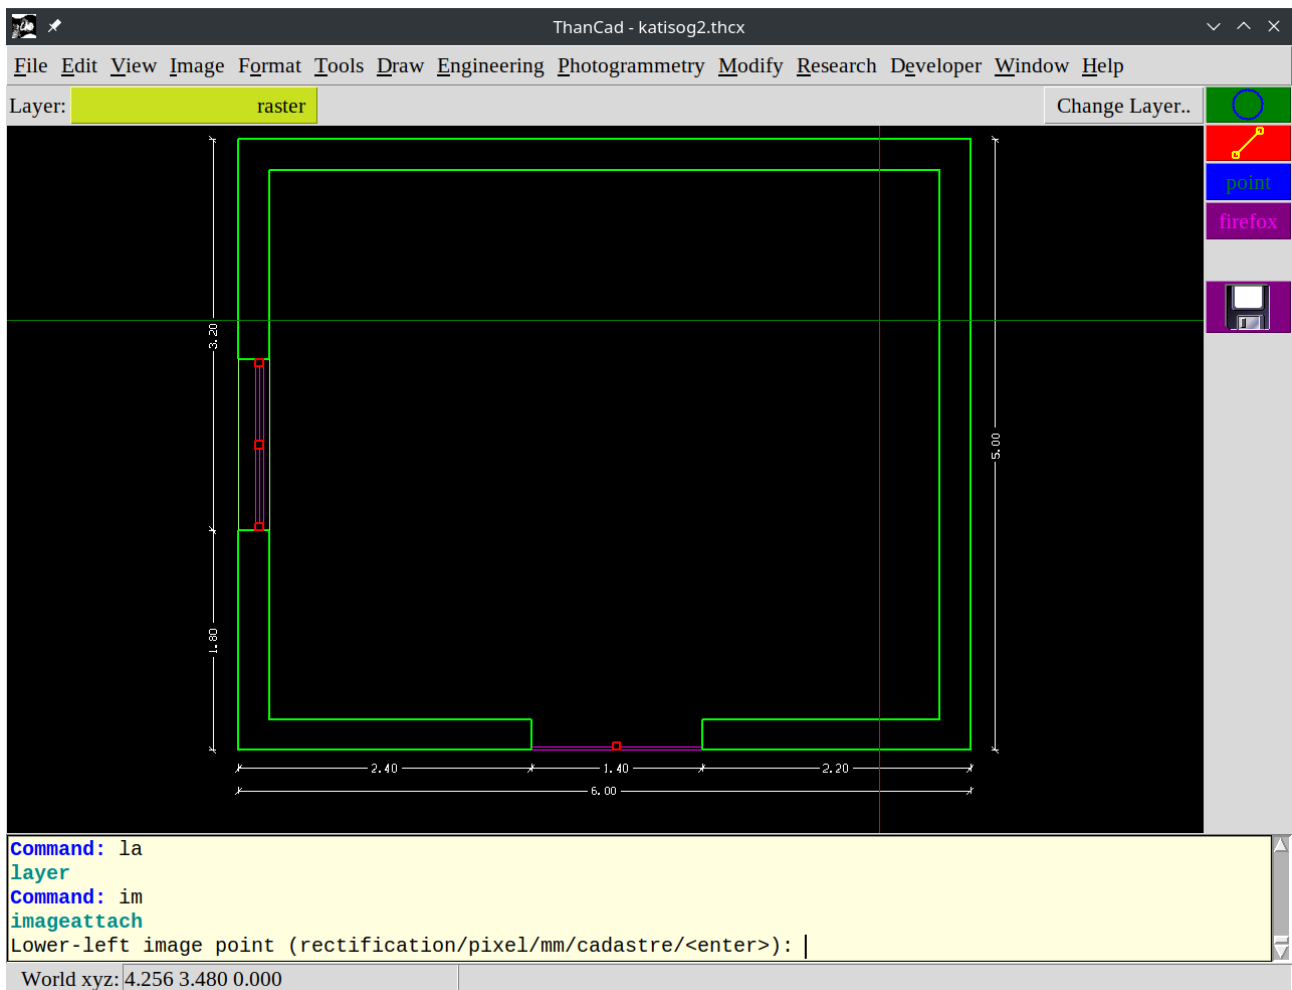 ThanCad - katisog2.thcx
File Edit View Image Format Tools Draw Engineering Photogrammetry Modify Research Developer Window Help
Layer: raster Change Layer..
point
firefox
3.20
5.00
1.80
2.40 1.40 2.20
6.00
Command: la
layer
Command: im
imageattach
Lower-left image point (rectification/pixel/mm/cadastre/<enter>):
World xyz: 4.256 3.480 0.000